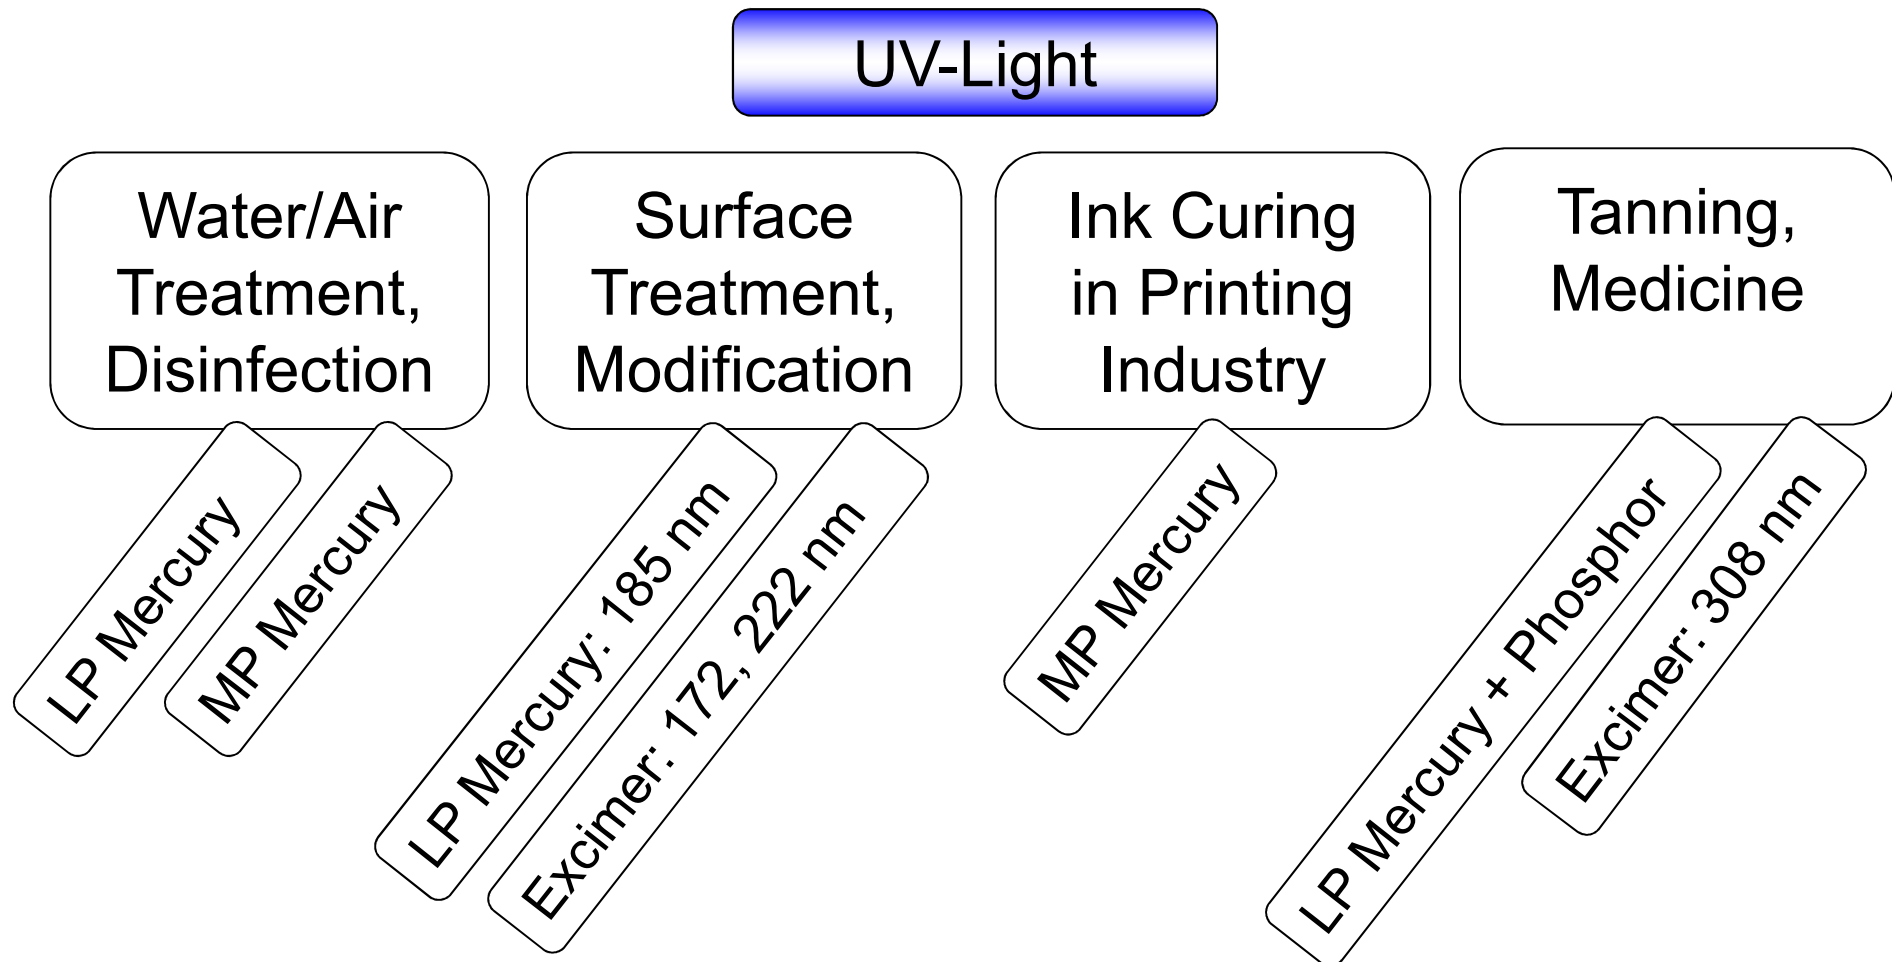 UV-Light
Water/Air
Treatment,
Disinfection
Surface
Treatment,
Modification
Ink Curing
in Printing
Industry
Tanning,
Medicine
LP Mercury
MP Mercury
LP Mercury: 185 nm
Excimer: 172, 222 nm
MP Mercury
LP Mercury + Phosphor
Excimer: 308 nm